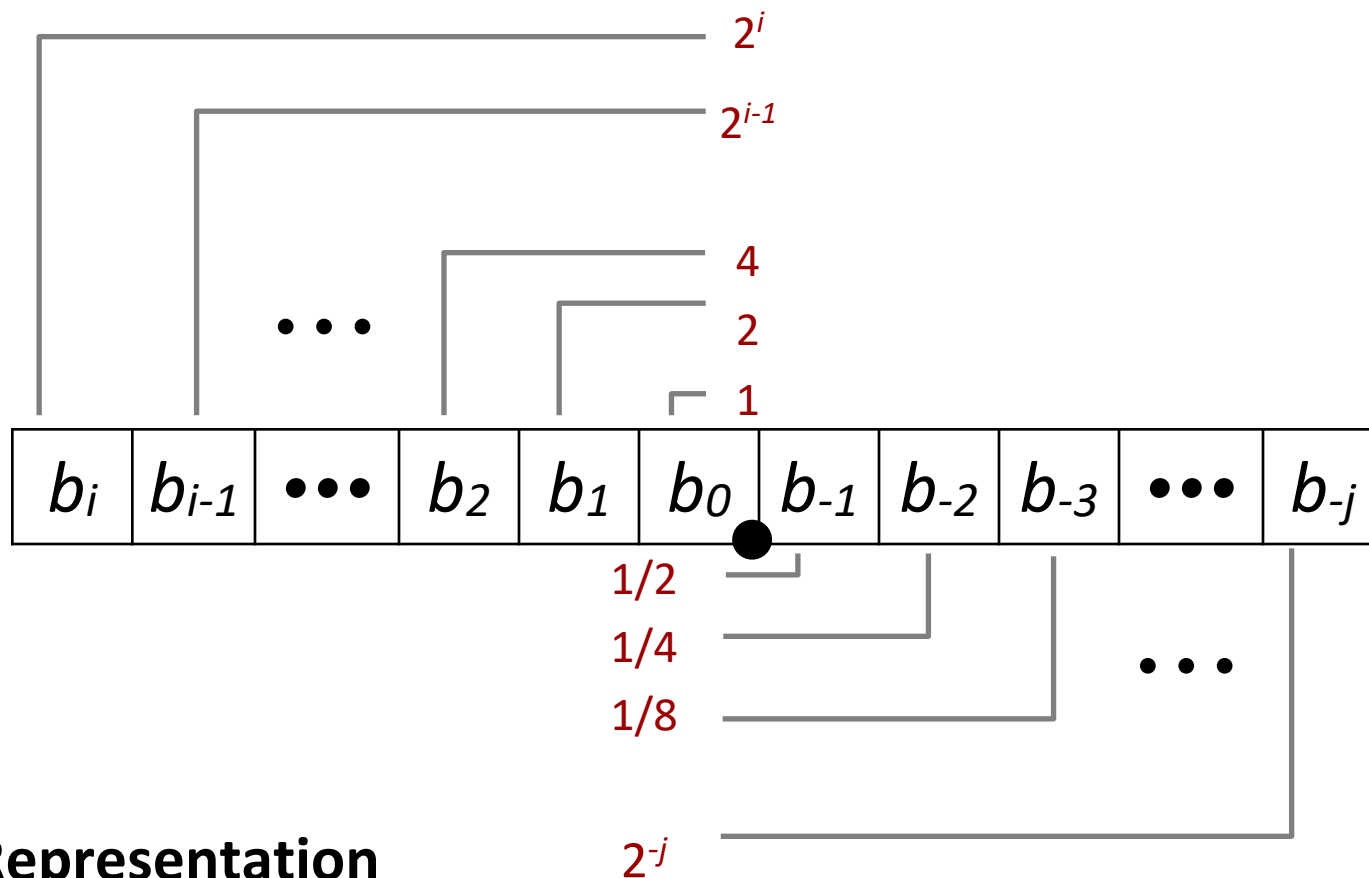 2^i
2^{i-1}
4
2
1
b_i b_{i-1} ••• b_2 b_1 b_0 b_{-1} b_{-2} b_{-3} ••• b_{-j}
1/2
1/4
1/8
2^{-j}